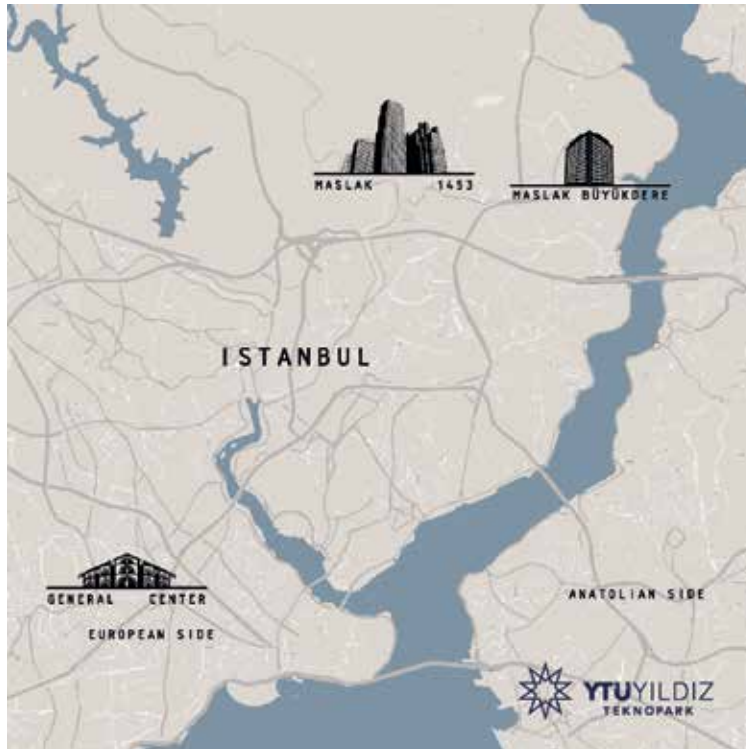 MASLAK 1453
MASLAK BÜYÜKDERE
ISTANBUL
GENERAL CENTER
EUROPEAN SIDE
ANATOLIAN SIDE
YTUYILDIZ
TEKNOPARK